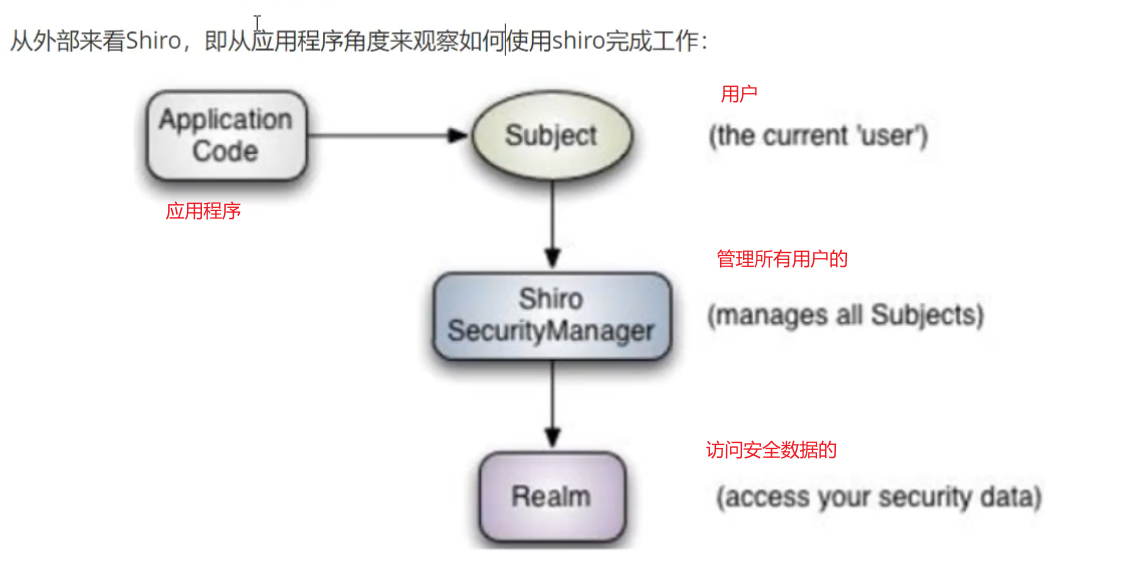 从外部来看Shiro，即从应用程序角度来观察如何使用shiro完成工作：
Application
Code
应用程序
Subject
用户
(the current 'user')
Shiro
SecurityManager
管理所有用户的
(manages all Subjects)
Realm
访问安全数据的
(access your security data)